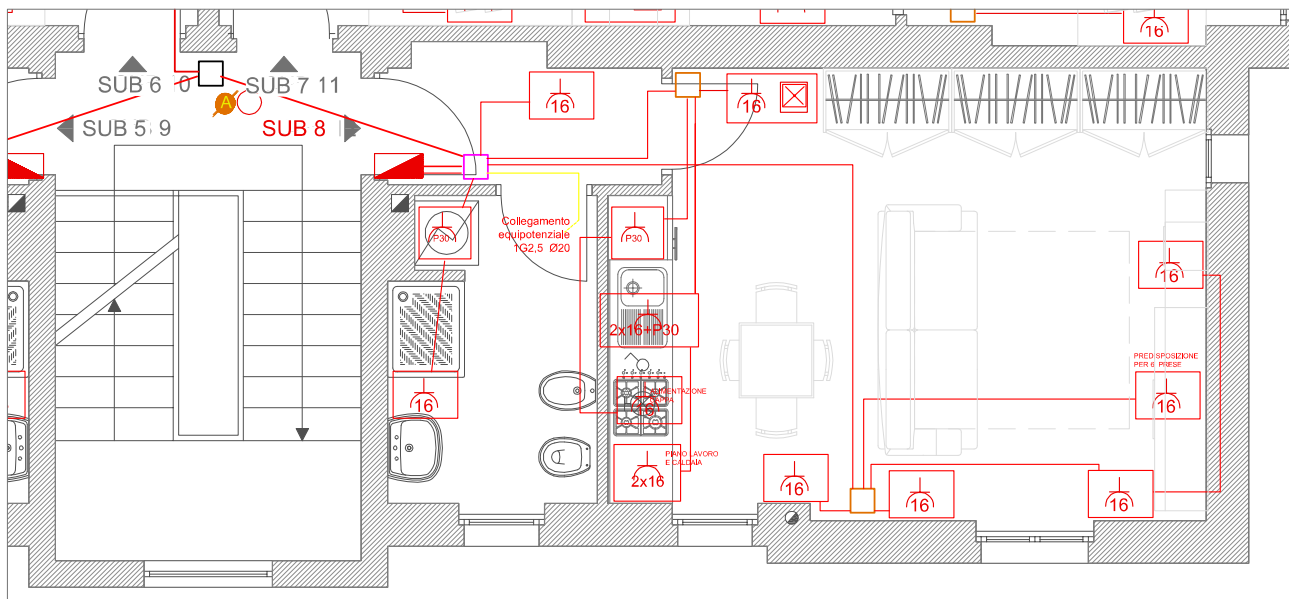 16
SUB 6
0
SUB 7 11
A
SUB 5
9
SUB 8
16
16
P30
Collegamento
equipotenziale
1G2,5 Ø20
P30
16
2x16+P30
PREDISPOSIZIONE
PER 6 PRESE
16
16
16
PIANO LAVORO
E CALDAIA
2x16
16
16
16